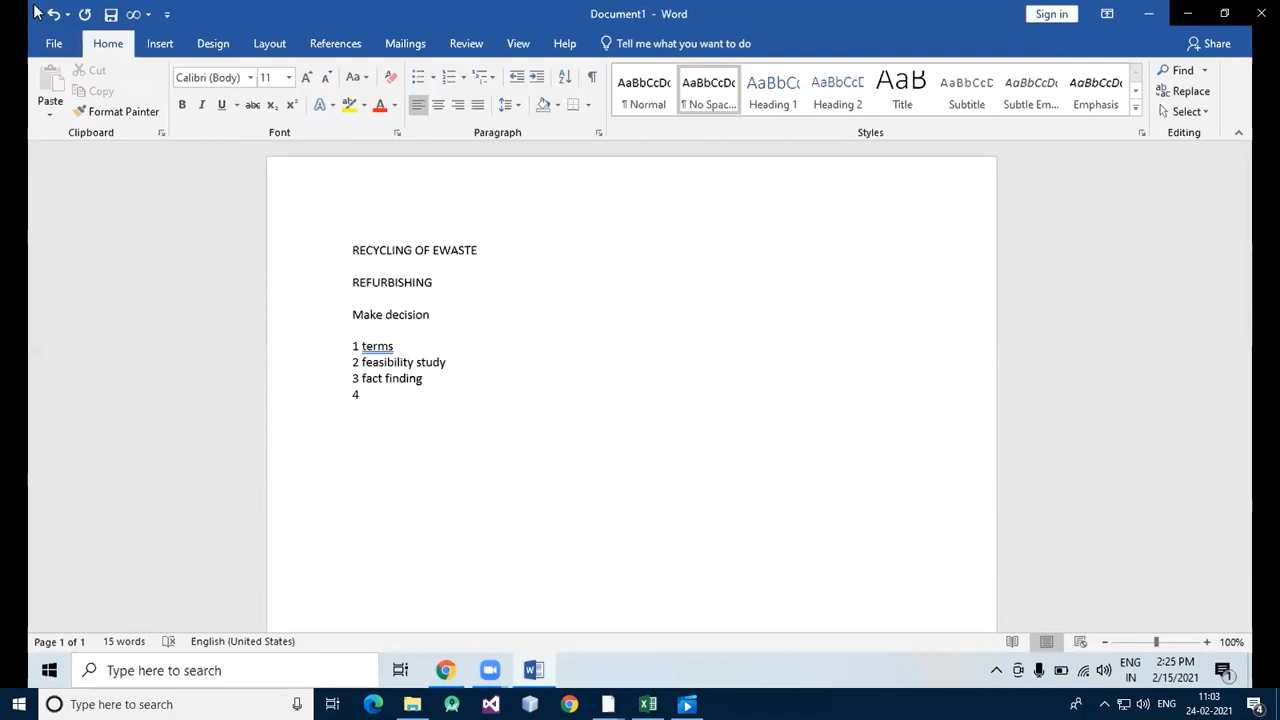 Document1 - Word
Sign in
File Home Insert Design Layout References Mailings Review View Help Tell me what you want to do Share
Paste
Cut
Copy
Format Painter
Clipboard
Calibri (Body) 11
Font
Paragraph
AaBbCcDc AaBbCcDc AaBbCc AaBbCcC AaB AaBbCcD AaBbCcDc AaBbCcDc
¶ Normal ¶ No Spac... Heading 1 Heading 2 Title Subtitle Subtle Em... Emphasis
Styles
Find
Replace
Select
Editing
RECYCLING OF EWASTE
REFURBISHING
Make decision
1 terms
2 feasibility study
3 fact finding
4
Page 1 of 1 15 words English (United States) 100%
Type here to search
ENG
IN
2:25 PM
2/15/2021
1
Type here to search
ENG
11:03
24-02-2021
4